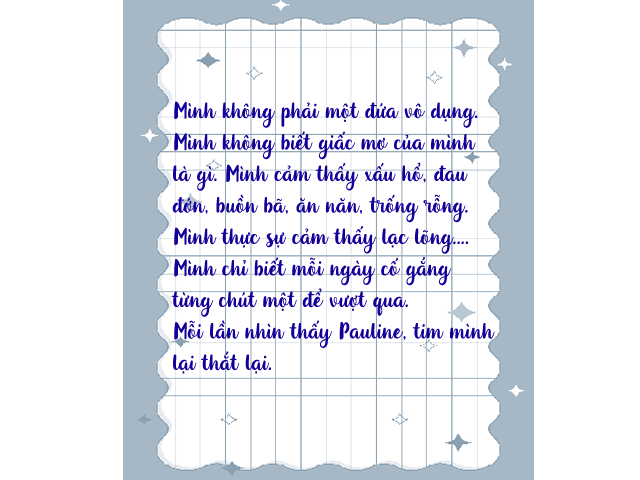 Mình không phải một đứa vô dụng.
Mình không biết giấc mơ của mình
là gì. Mình cảm thấy xấu hổ, đau
đớn, buồn bã, ăn năn, trống rỗng.
Mình thực sự cảm thấy lạc lõng....
Mình chỉ biết mỗi ngày cố gắng
từng chút một để vượt qua.
Mỗi lần nhìn thấy Pauline, tim mình
lại thắt lại.